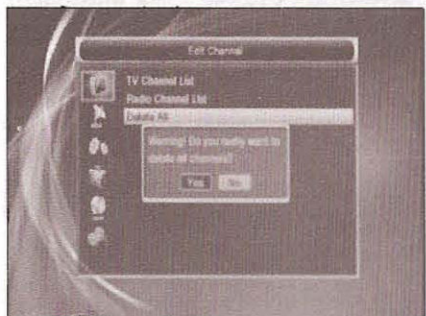 Edit Channel
TV Channel List
Radio Channel List
Delete All
Warning! Do you really want to
delete all channels?
Yes No